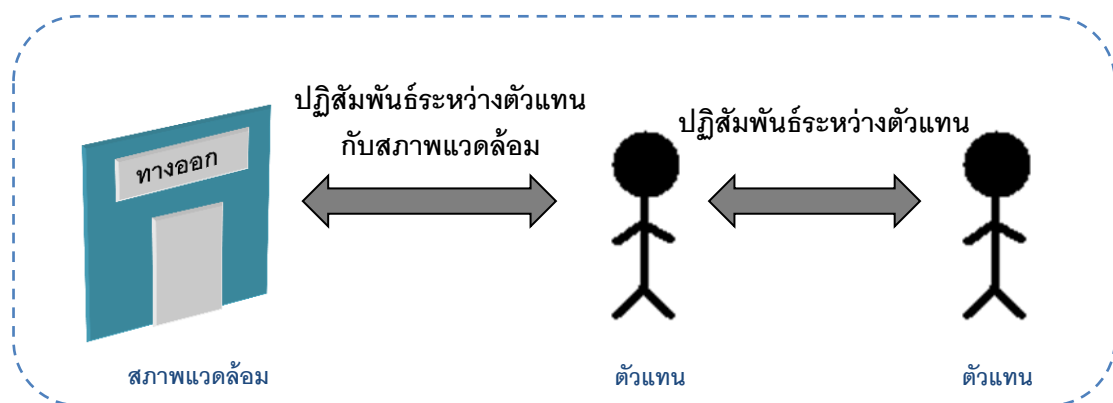 ปฏิสัมพันธ์ระหว่างตัวแทน
กับสภาพแวดล้อม
ปฏิสัมพันธ์ระหว่างตัวแทน
ทางออก
สภาพแวดล้อม
ตัวแทน
ตัวแทน